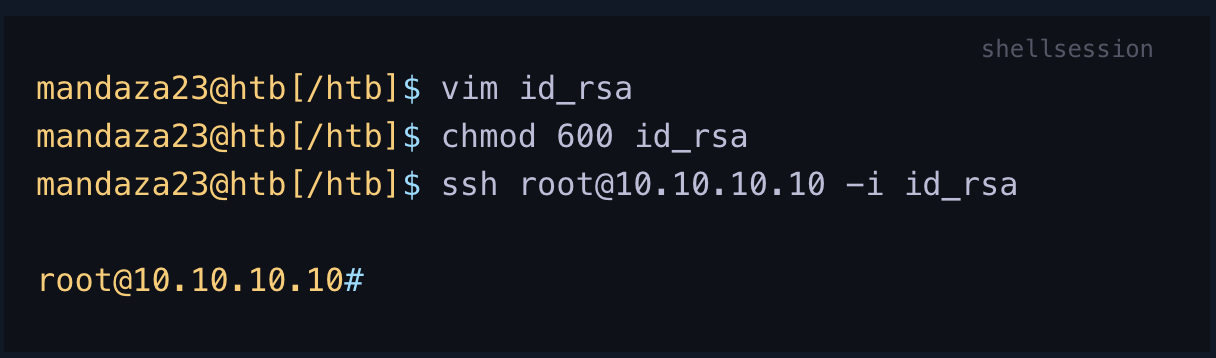 shellsession
mandaza23@htb[/htb]$ vim id_rsa
mandaza23@htb[/htb]$ chmod 600 id_rsa
mandaza23@htb[/htb]$ ssh root@10.10.10.10 -i id_rsa
root@10.10.10.10#